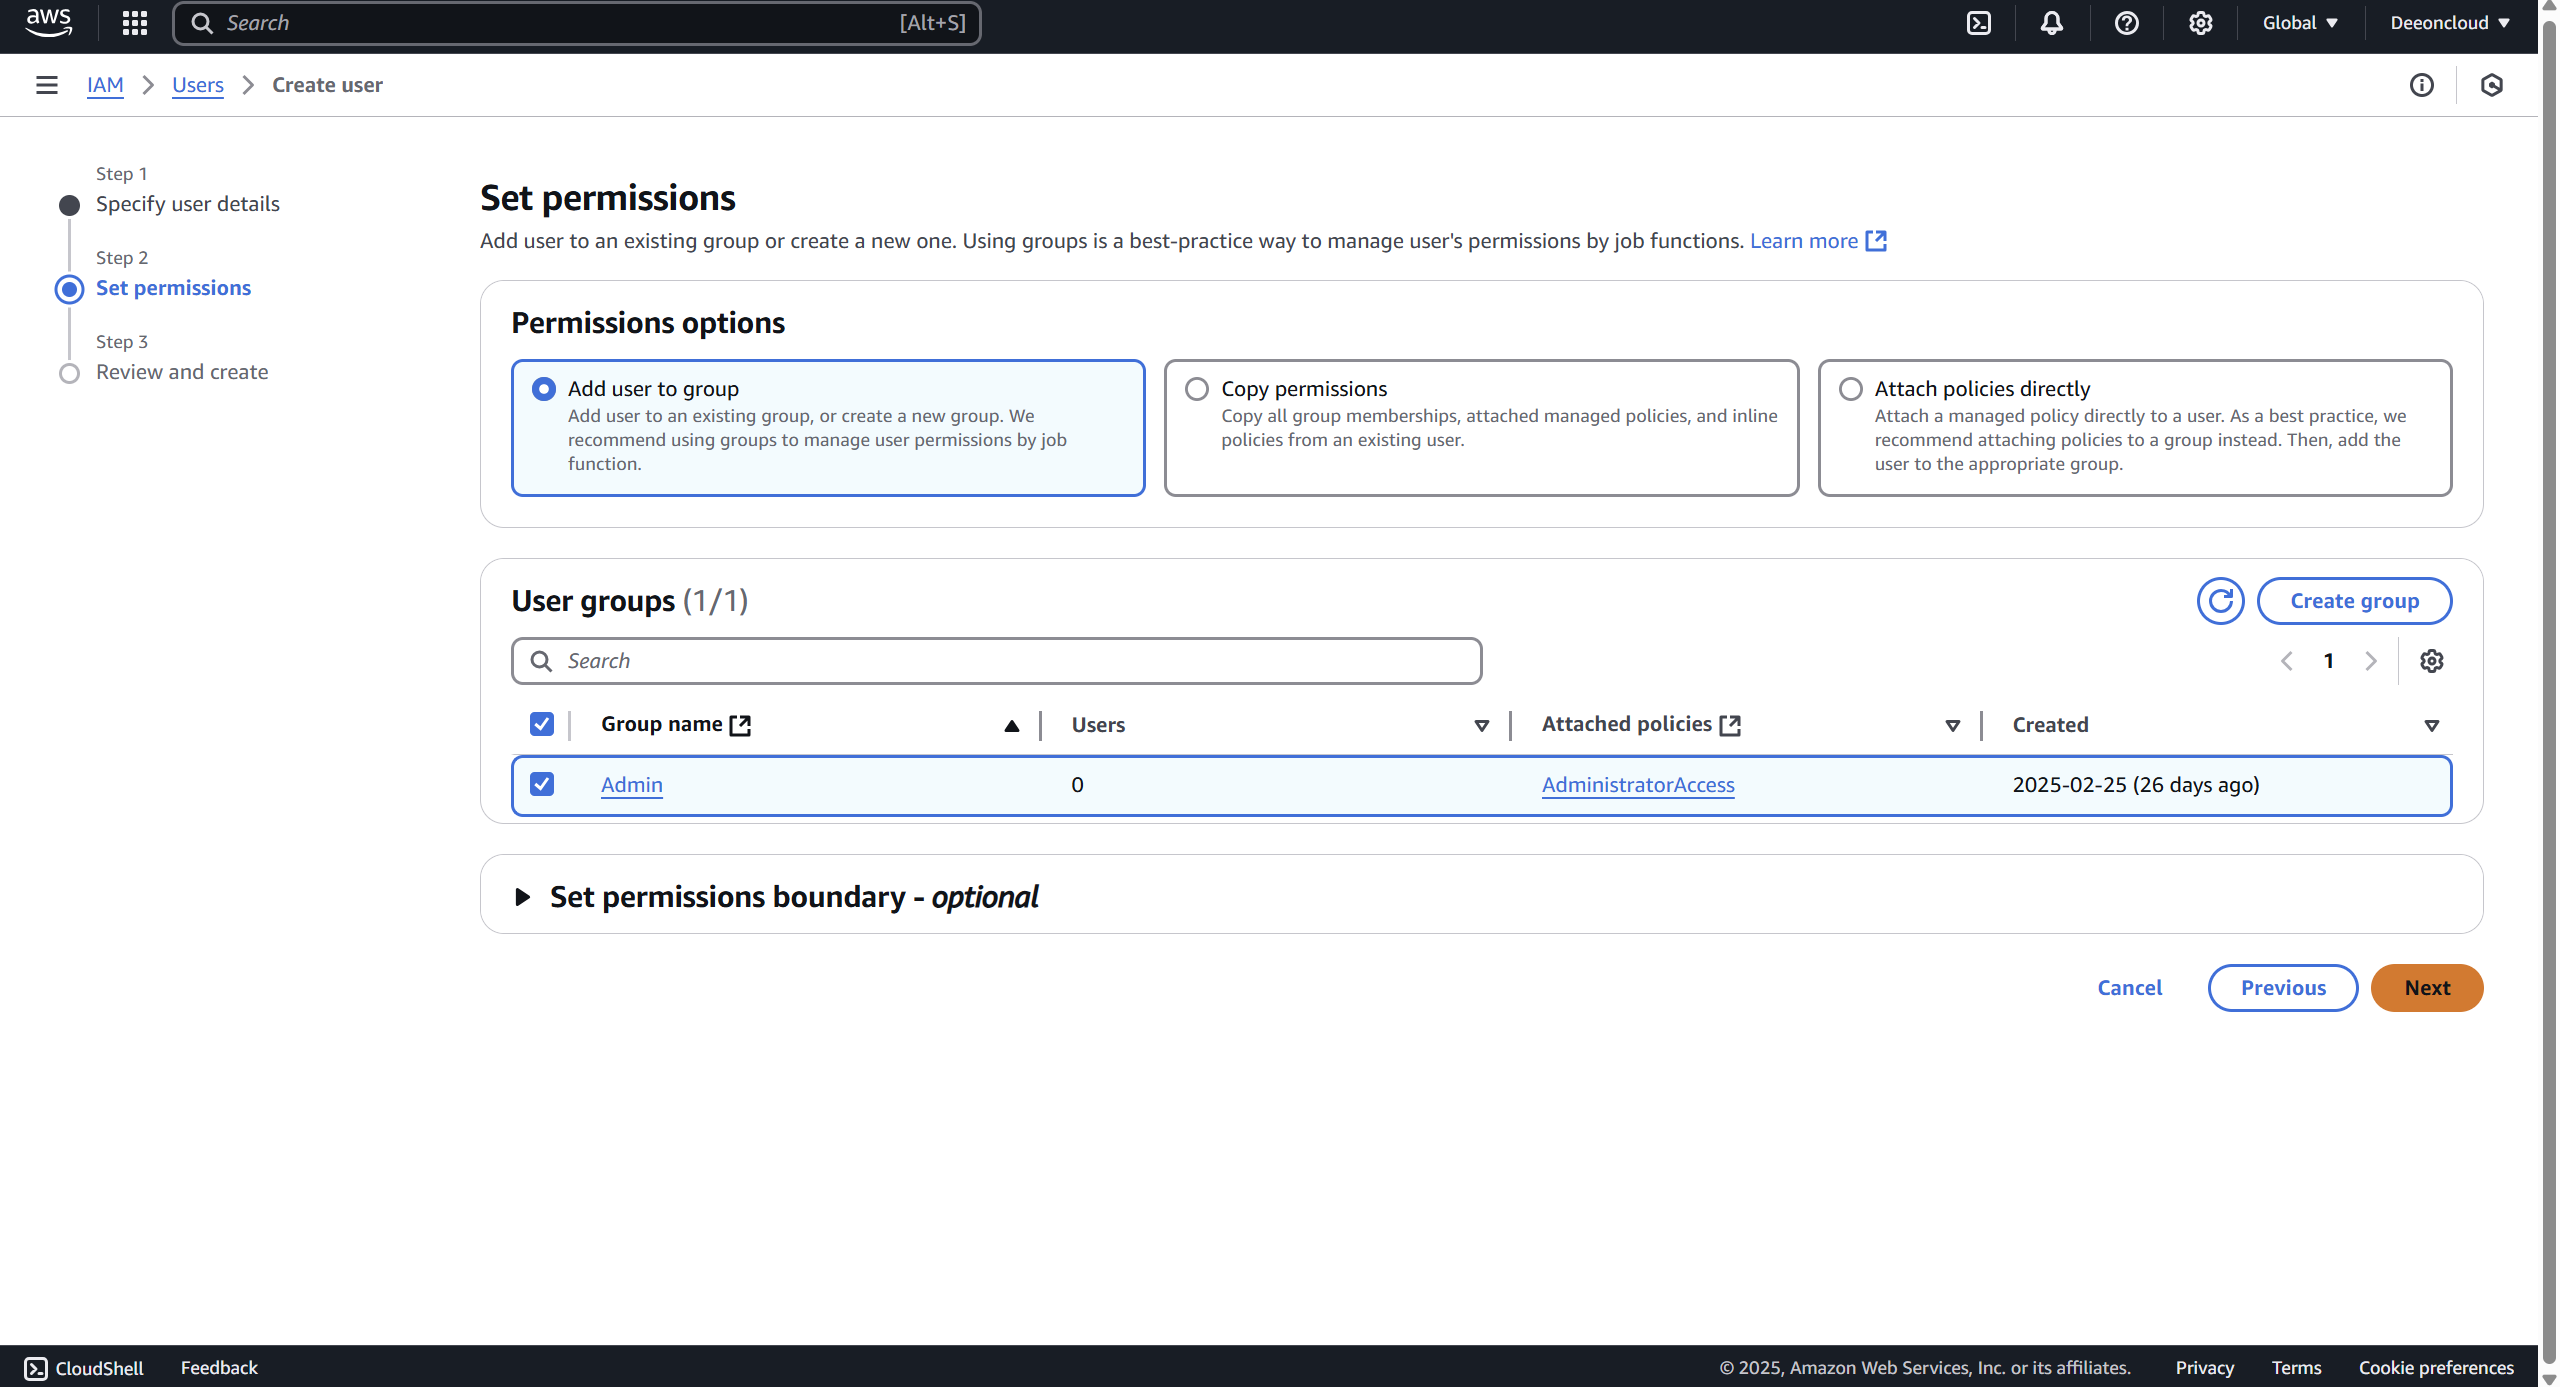 aws
Search
[Alt+S]
Global
Deeoncloud
IAM
Users
Create user
Step 1
Specify user details
Step 2
Set permissions
Step 3
Review and create
Set permissions
Add user to an existing group or create a new one. Using groups is a best-practice way to manage user's permissions by job functions. Learn more
Permissions options
Add user to group
Add user to an existing group, or create a new group. We
recommend using groups to manage user permissions by job
function.
Copy permissions
Copy all group memberships, attached managed policies, and inline
policies from an existing user.
Attach policies directly
Attach a managed policy directly to a user. As a best practice, we
recommend attaching policies to a group instead. Then, add the
user to the appropriate group.
User groups (1/1)
Create group
Search
1
Group name
Users
Attached policies
Created
Admin
0
AdministratorAccess
2025-02-25 (26 days ago)
Set permissions boundary - optional
Cancel
Previous
Next
CloudShell
Feedback
© 2025, Amazon Web Services, Inc. or its affiliates.
Privacy
Terms
Cookie preferences